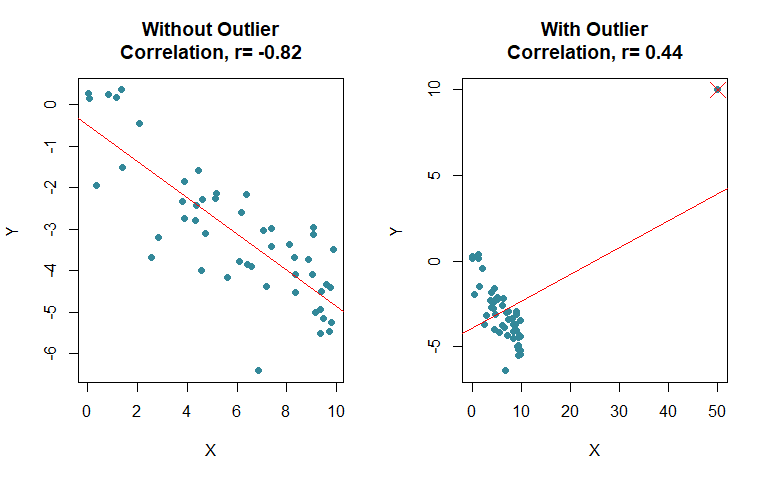 Without Outlier
Correlation, r= -0.82
Y
0
-1
-2
-3
-4
-5
-6
0 2 4 6 8 10
X
With Outlier
Correlation, r= 0.44
Y
10
5
0
-5
0 10 20 30 40 50
X